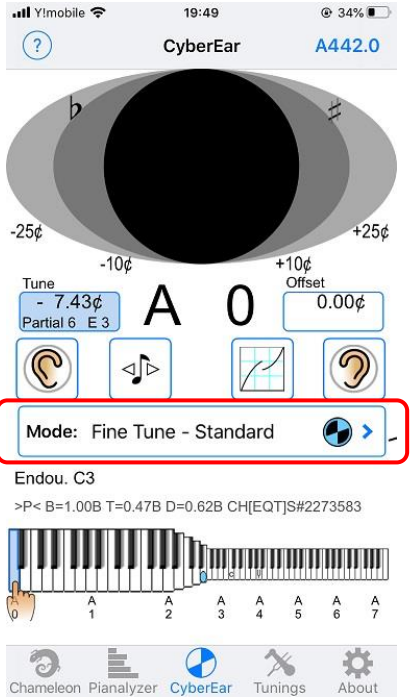 Y!mobile 19:49 34%
? CyberEar A442.0
♭ ♯
-25¢ +25¢
-10¢ +10¢
Tune Offset
- 7.43¢ A 0 0.00¢
Partial 6 E 3
Mode: Fine Tune - Standard >
Endou. C3
>P< B=1.00B T=0.47B D=0.62B CH[EQT]S#2273583
A A A A A A A A
0 1 2 3 4 5 6 7
Chameleon Pianalyzer CyberEar Tunings About